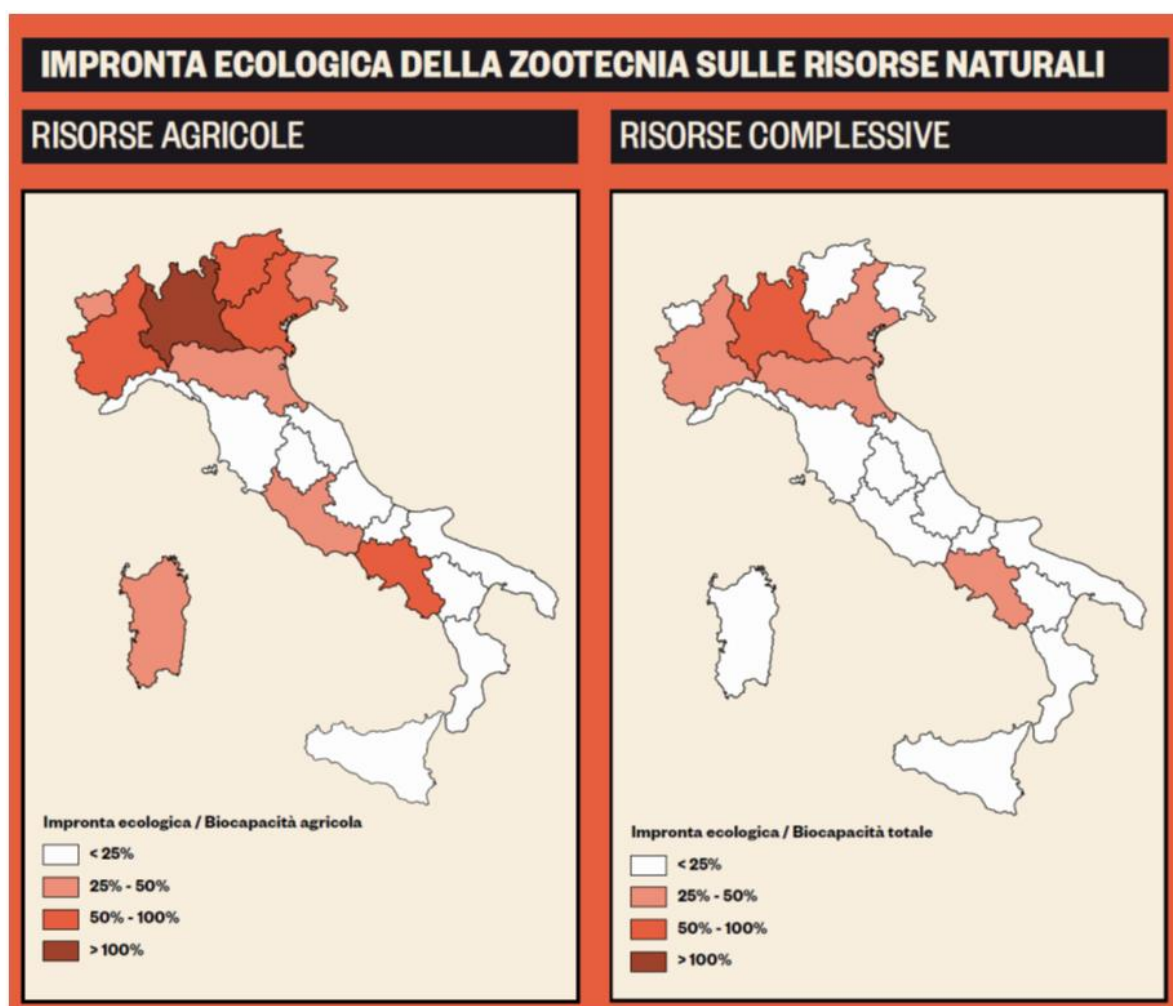 IMPRONTA ECOLOGICA DELLA ZOOTECNIA SULLE RISORSE NATURALI
RISORSE AGRICOLE
Impronta ecologica / Biocapacità agricola
< 25%
25% - 50%
50% - 100%
> 100%
RISORSE COMPLESSIVE
Impronta ecologica / Biocapacità totale
< 25%
25% - 50%
50% - 100%
> 100%